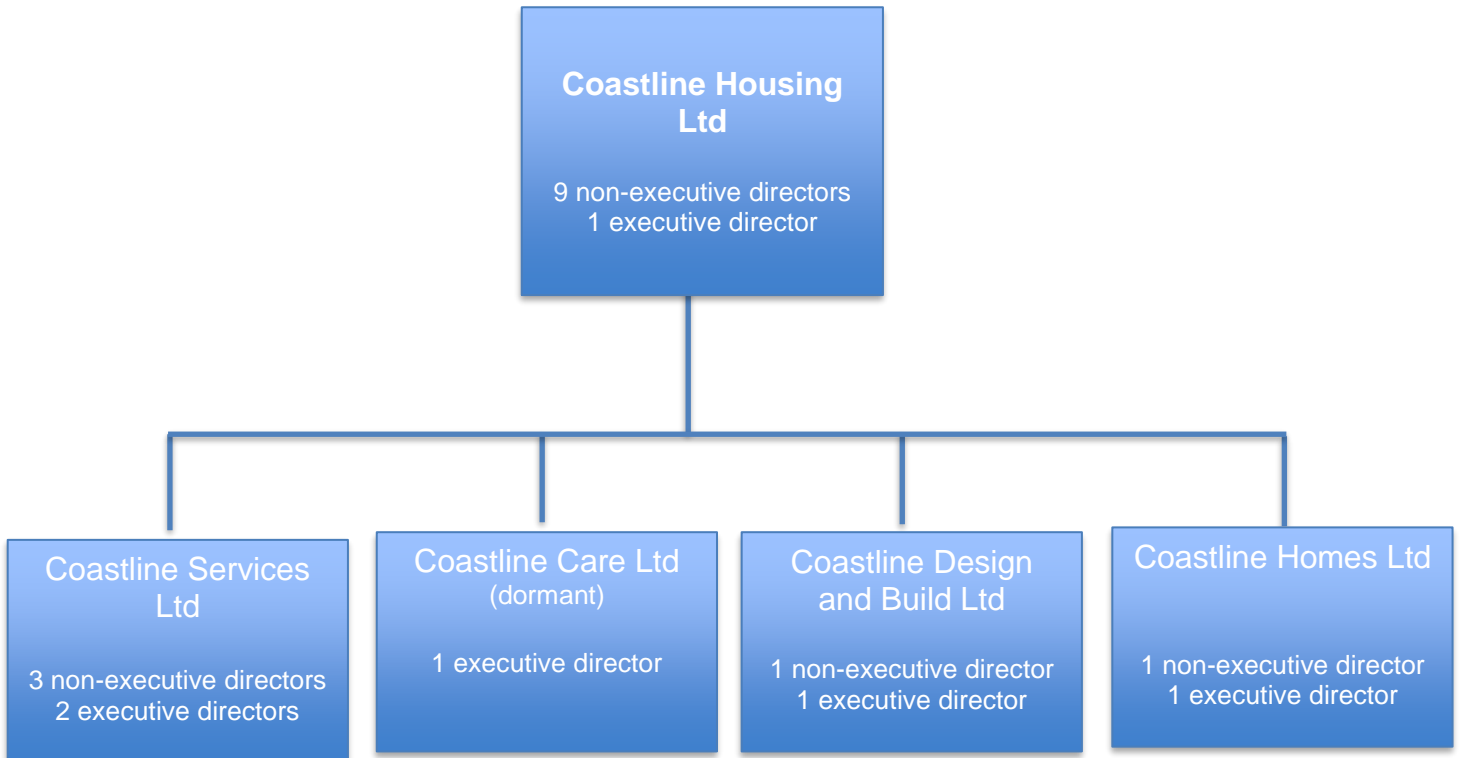 Coastline Housing
Ltd
9 non-executive directors
1 executive director
Coastline Services
Ltd
3 non-executive directors
2 executive directors
Coastline Care Ltd
(dormant)
1 executive director
Coastline Design
and Build Ltd
1 non-executive director
1 executive director
Coastline Homes Ltd
1 non-executive director
1 executive director